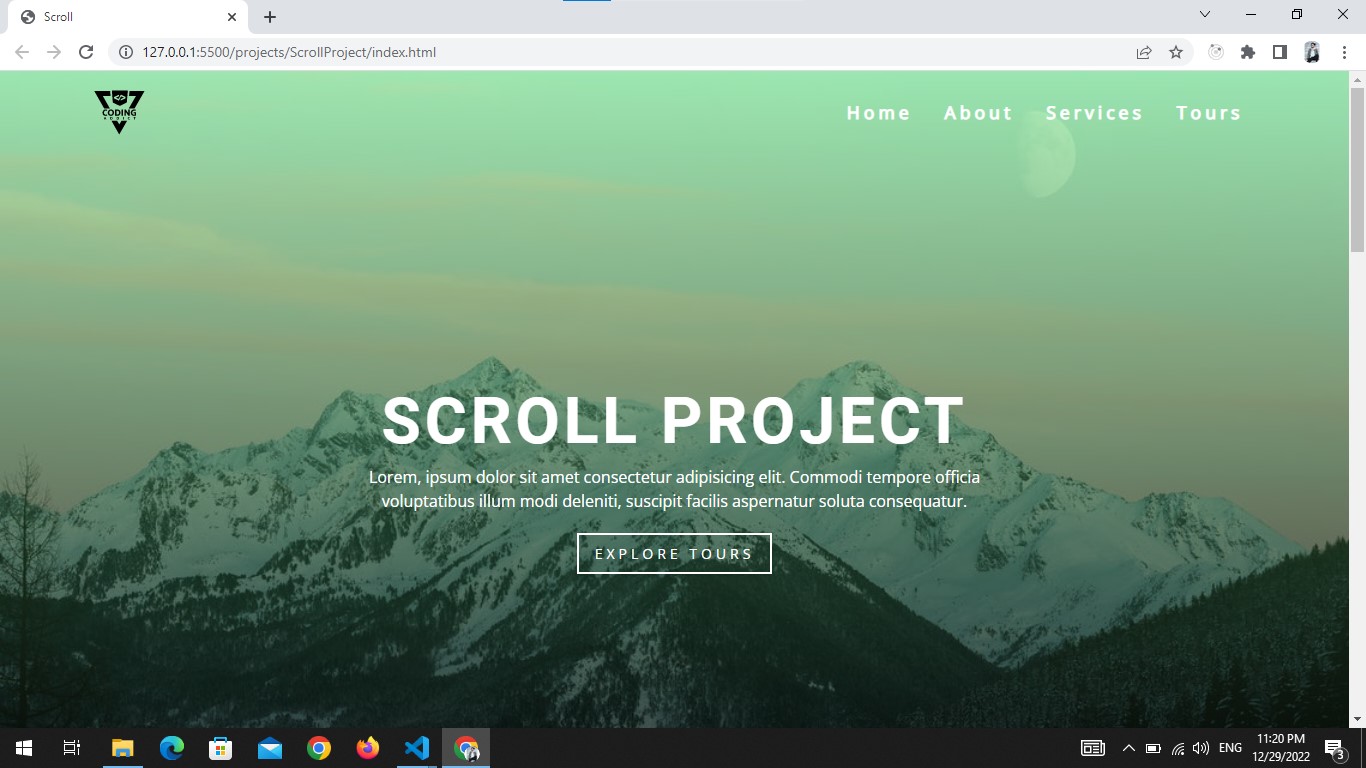 Scroll
127.0.0.1:5500/projects/ScrollProject/index.html
</>
CODING
ADDICT
Home About Services Tours
SCROLL PROJECT
Lorem, ipsum dolor sit amet consectetur adipisicing elit. Commodi tempore officia
voluptatibus illum modi deleniti, suscipit facilis aspernatur soluta consequatur.
EXPLORE TOURS
ENG
11:20 PM
12/29/2022
3